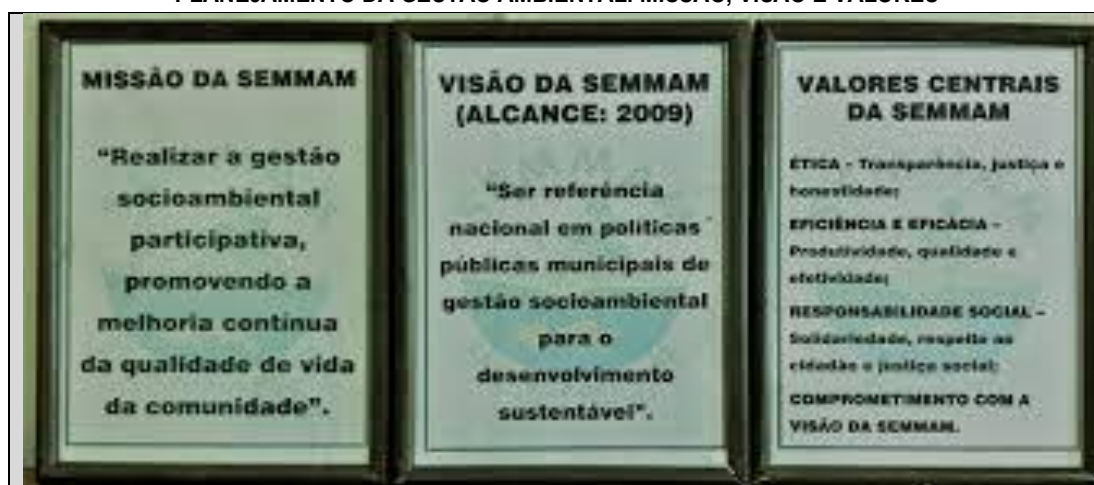 PLANEJAMENTO DA GESTÃO AMBIENTAL: MISSÃO, VISÃO E VALORES
MISSÃO DA SEMMAM
“Realizar a gestão
socioambiental
participativa,
promovendo a
melhoria contínua
da qualidade de vida
da comunidade”.
VISÃO DA SEMMAM
(ALCANCE: 2009)
“Ser referência
nacional em políticas
públicas municipais de
gestão socioambiental
para o
desenvolvimento
sustentável”.
VALORES CENTRAIS
DA SEMMAM
ÉTICA – Transparência, justiça e
honestidade;
EFICIÊNCIA E EFICÁCIA –
Produtividade, qualidade e
efetividade;
RESPONSABILIDADE SOCIAL –
Solidariedade, respeito ao
cidadão e justiça social;
COMPROMETIMENTO COM A
VISÃO DA SEMMAM.